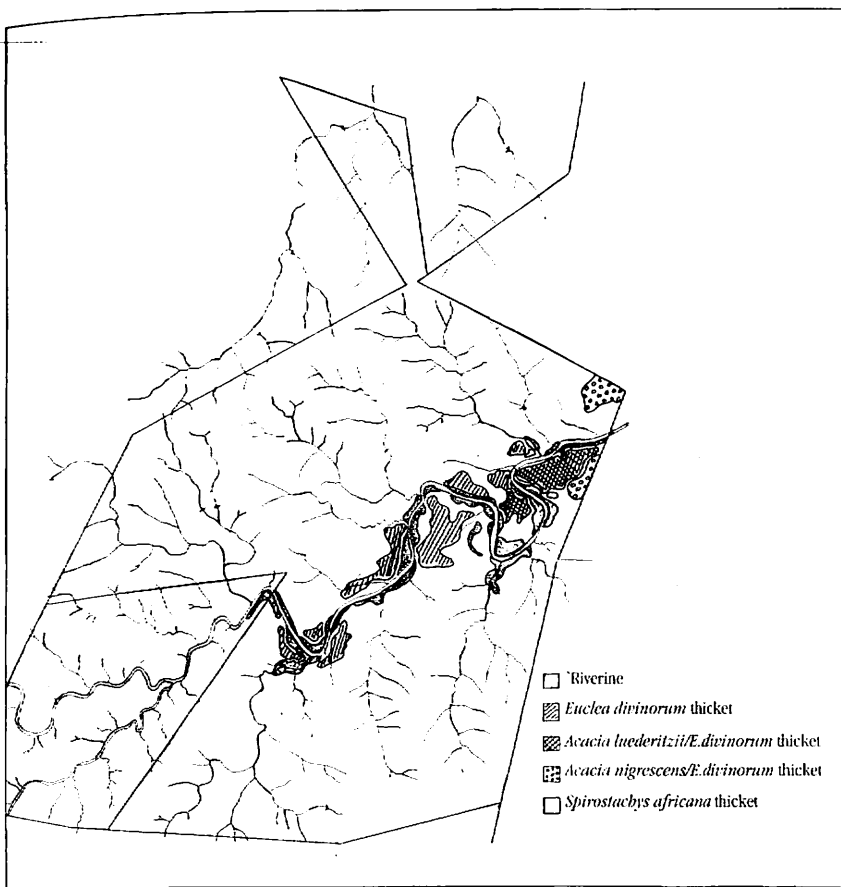 `Riverine
Euclea divinorum thicket
Acacia luederitzii/E.divinorum thicket
Acacia nigrescens/E.divinorum thicket
Spirostachys africana thicket